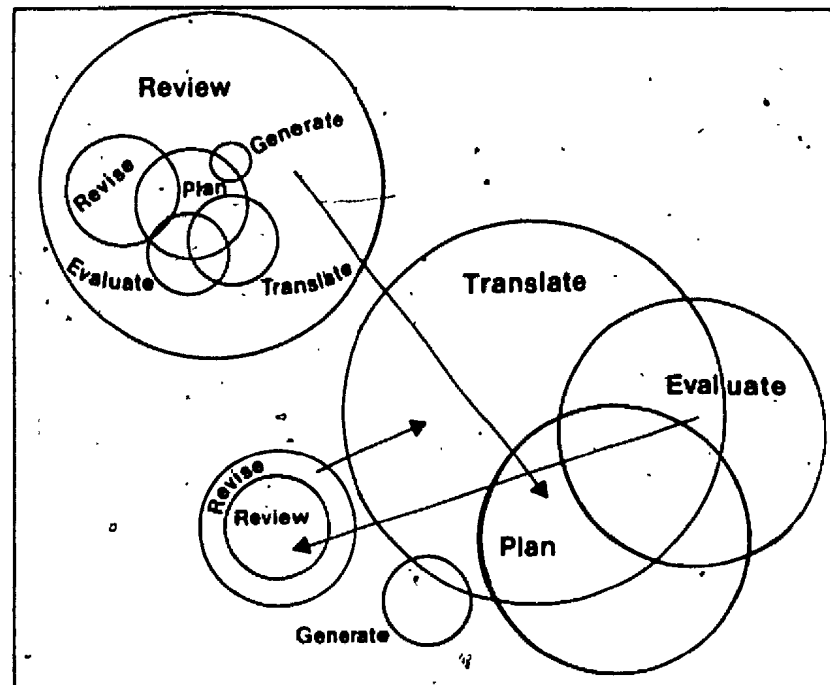 Review
Generate
Revise
Plan
Evaluate
Translate
Translate
Evaluate
Revise
Review
Plan
Generate